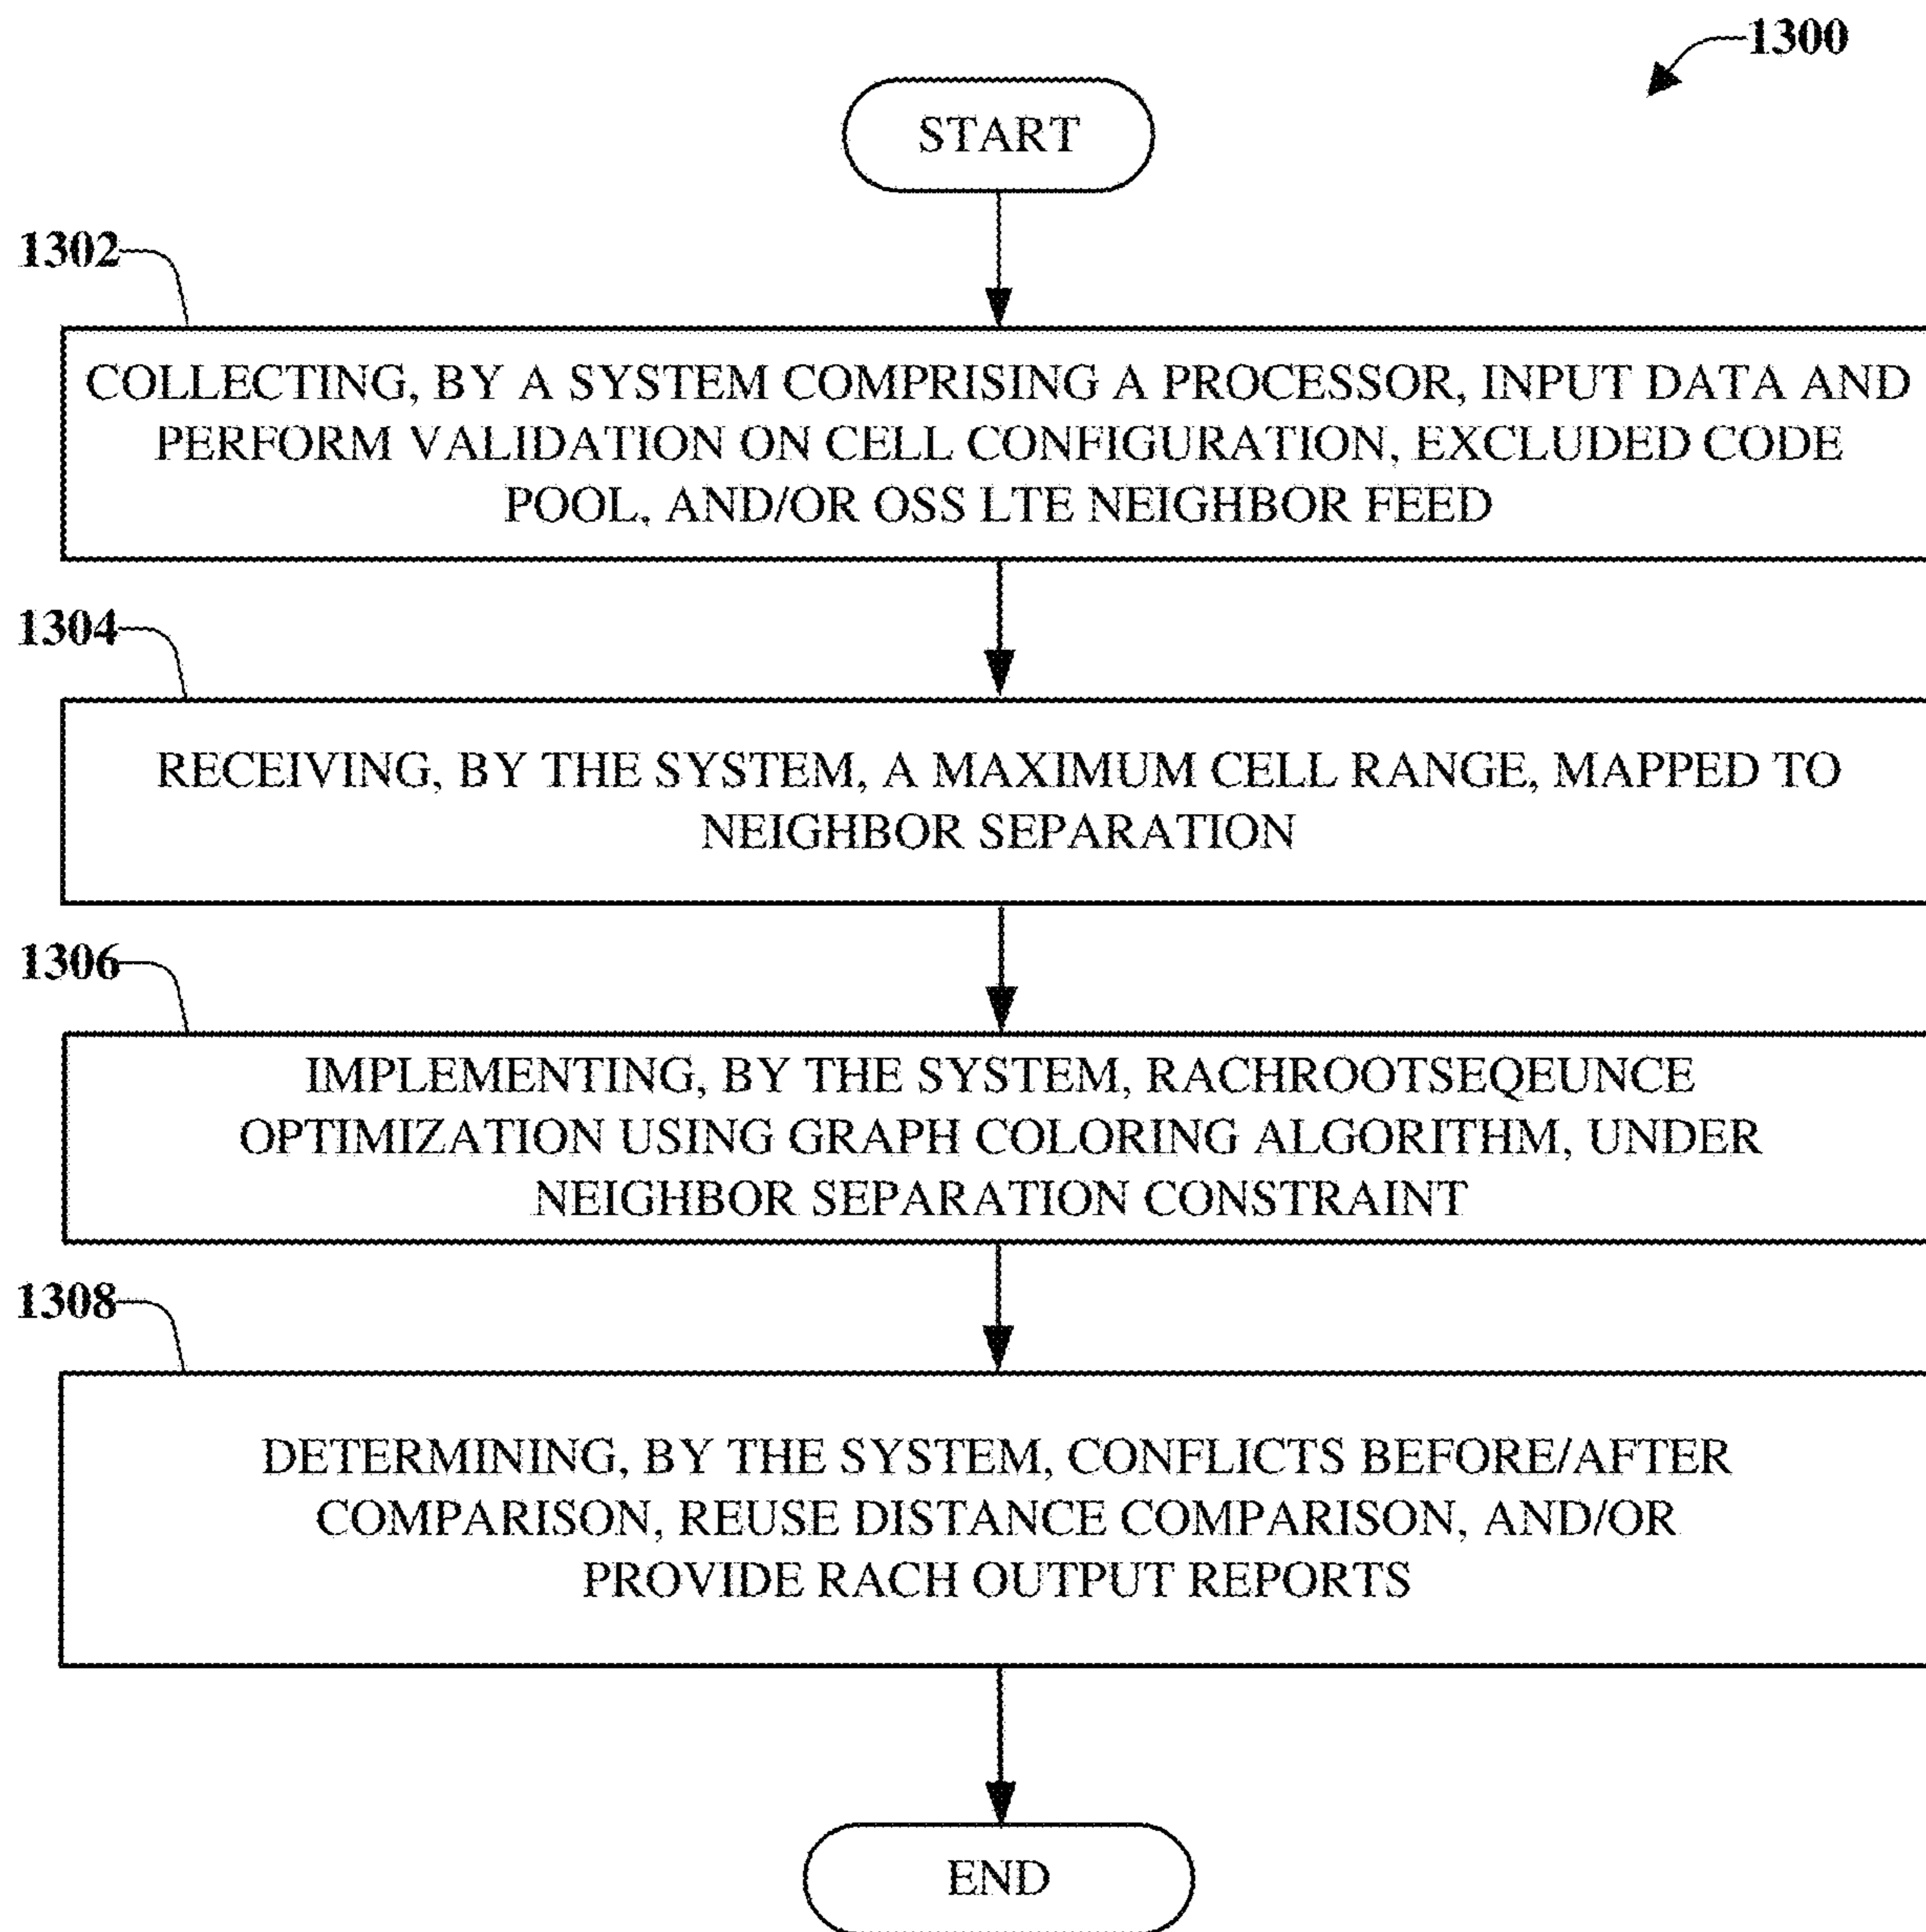 1300
START
1302
COLLECTING, BY A SYSTEM COMPRISING A PROCESSOR, INPUT DATA AND
PERFORM VALIDATION ON CELL CONFIGURATION, EXCLUDED CODE
POOL, AND/OR OSS LTE NEIGHBOR FEED
1304
RECEIVING, BY THE SYSTEM, A MAXIMUM CELL RANGE, MAPPED TO
NEIGHBOR SEPARATION
1306
IMPLEMENTING, BY THE SYSTEM, RACHROOTSEQEUNCE
OPTIMIZATION USING GRAPH COLORING ALGORITHM, UNDER
NEIGHBOR SEPARATION CONSTRAINT
1308
DETERMINING, BY THE SYSTEM, CONFLICTS BEFORE/AFTER
COMPARISON, REUSE DISTANCE COMPARISON, AND/OR
PROVIDE RACH OUTPUT REPORTS
END